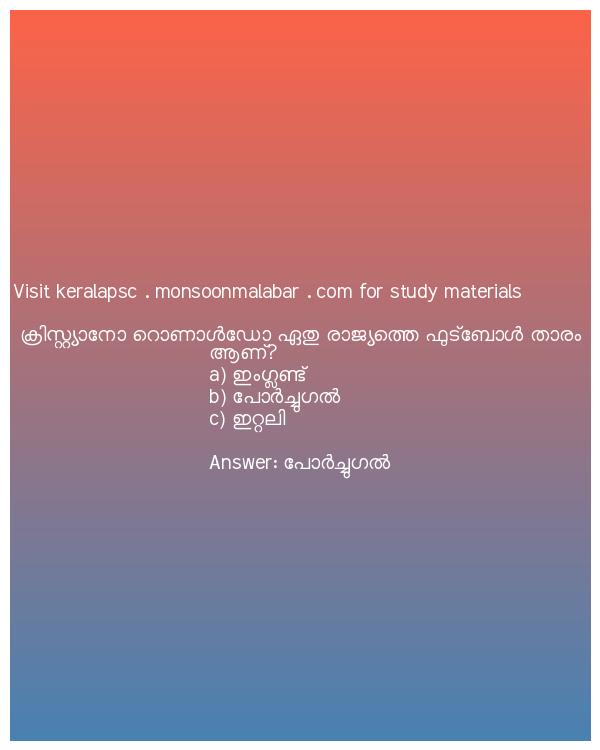 Visit keralapsc . monsoonmalabar . com for study materials
ക്രിസ്റ്റ്യാനോ റൊണാൾഡോ ഏതു രാജ്യത്തെ ഫുട്ബോൾ താരം
ആണ്?
a) ഇംഗ്ലണ്ട്
b) പോർച്ചുഗൽ
c) ഇറ്റലി
Answer: പോർച്ചുഗൽ